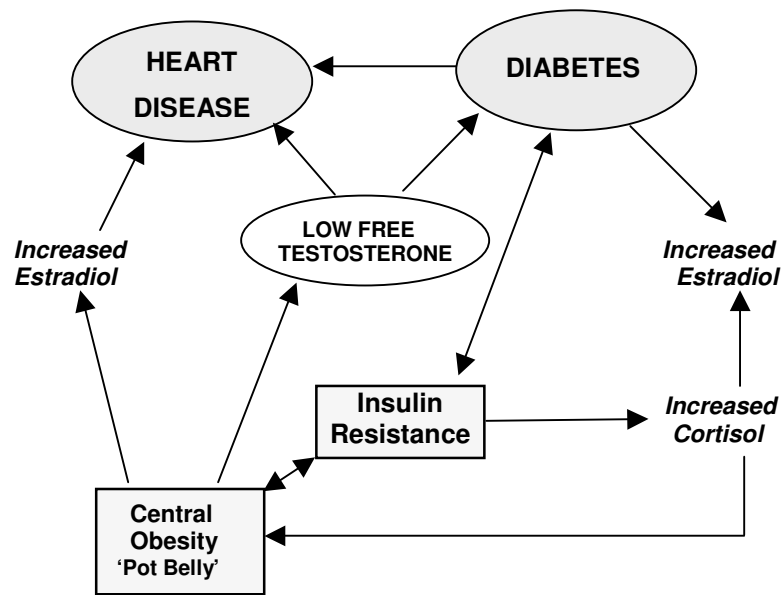 HEART
DISEASE
DIABETES
LOW FREE
TESTOSTERONE
Increased
Estradiol
Increased
Estradiol
Insulin
Resistance
Increased
Cortisol
Central
Obesity
‘Pot Belly’